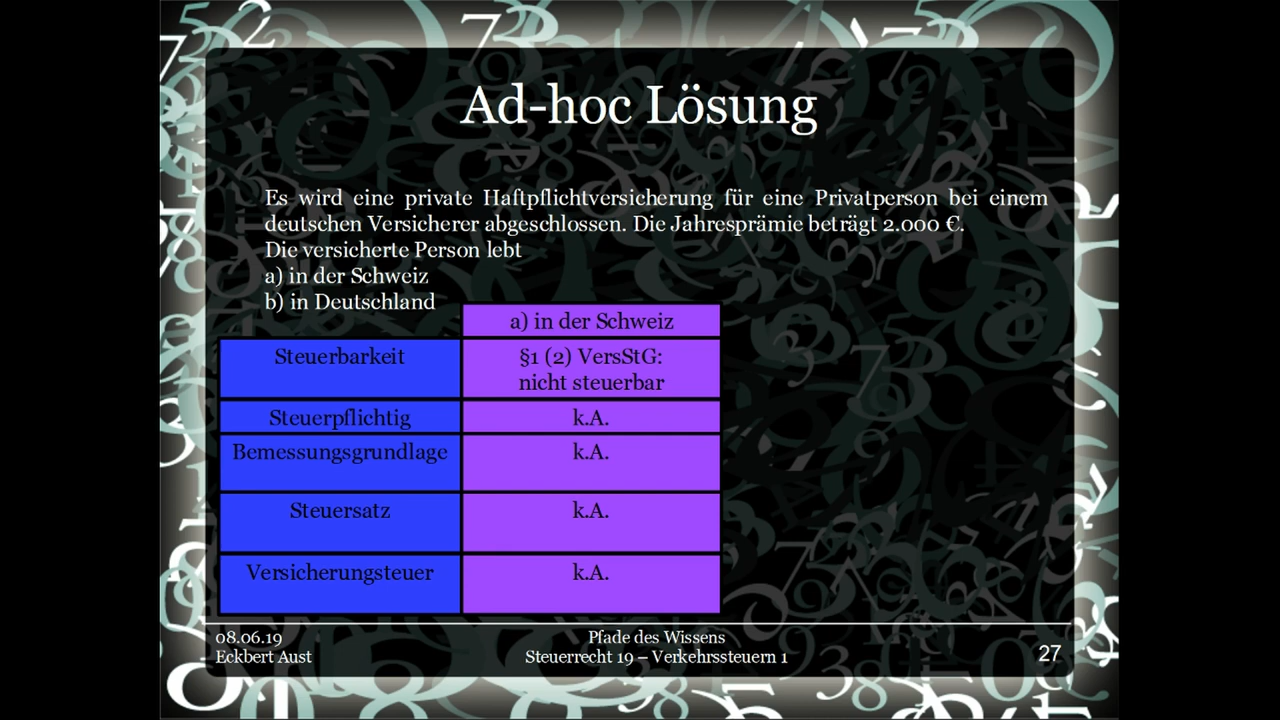 Ad-hoc Lösung
Es wird eine private Haftpflichtversicherung für eine Privatperson bei einem
deutschen Versicherer abgeschlossen. Die Jahresprämie beträgt 2.000 €.
Die versicherte Person lebt
a) in der Schweiz
b) in Deutschland
a) in der Schweiz
Steuerbarkeit
§1 (2) VersStG:
nicht steuerbar
Steuerpflichtig
k.A.
Bemessungsgrundlage
k.A.
Steuersatz
k.A.
Versicherungsteuer
k.A.
08.06.19
Eckbert Aust
Pfade des Wissens
Steuerrecht 19 – Verkehrssteuern 1
27